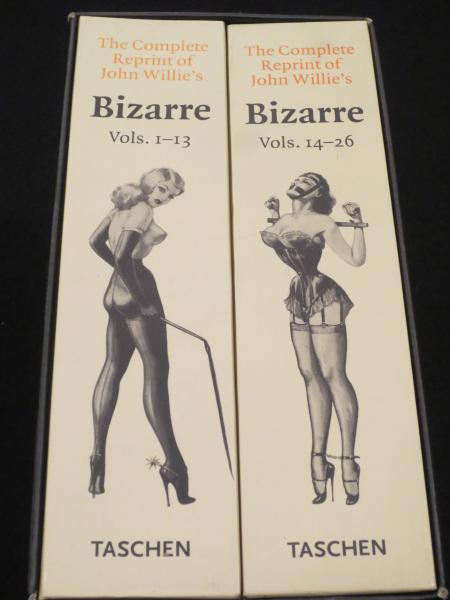 The Complete
Reprint of
John Willie's
Bizarre
Vols. 1–13
TASCHEN
The Complete
Reprint of
John Willie's
Bizarre
Vols. 14–26
TASCHEN